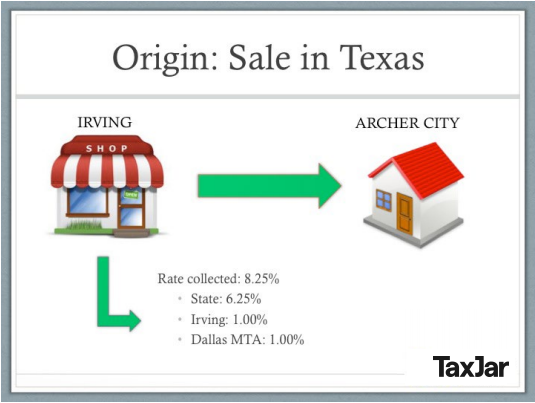 Origin: Sale in Texas
IRVING
ARCHER CITY
SHOP
Rate collected: 8.25%
• State: 6.25%
• Irving: 1.00%
• Dallas MTA: 1.00%
TaxJar